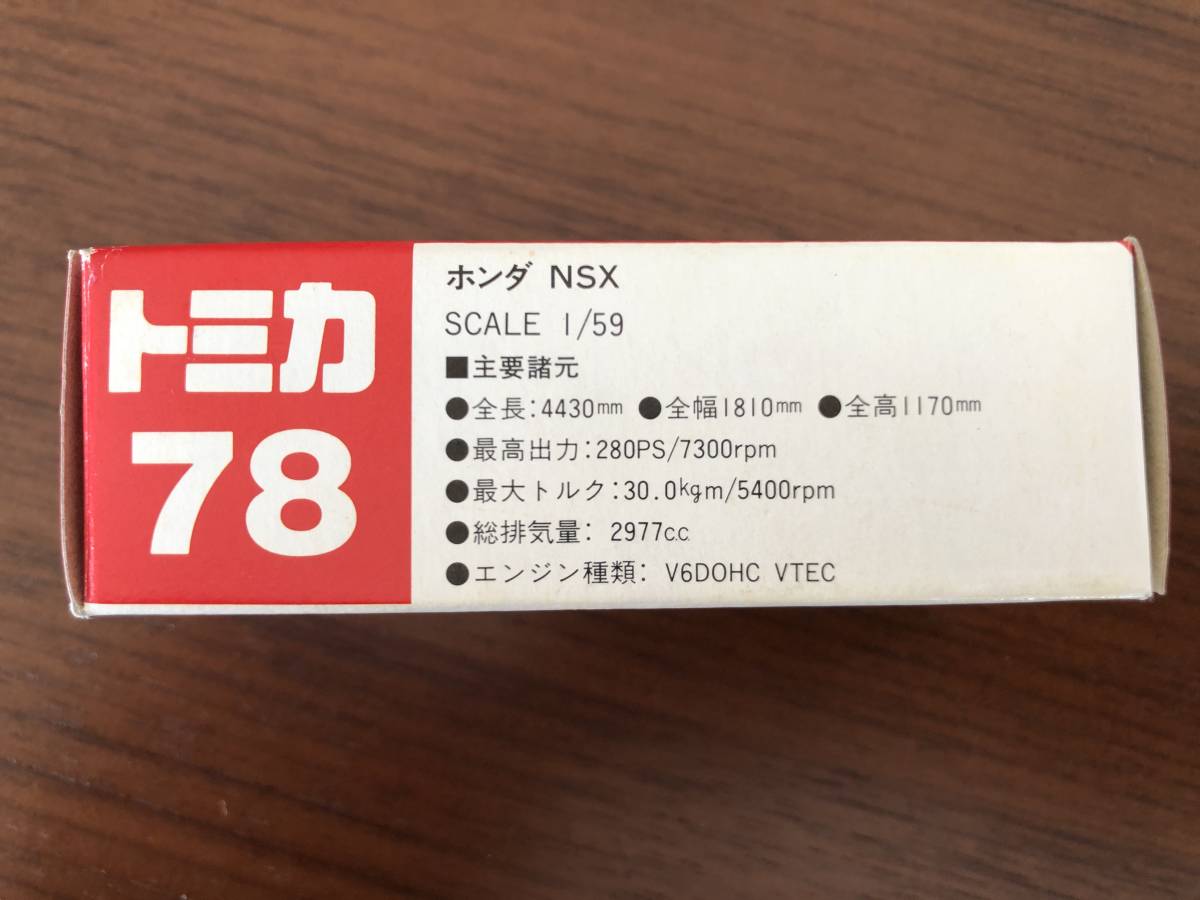 トミカ
78
ホンダ NSX
SCALE 1/59
■主要諸元
●全長:4430mm ●全幅1810mm ●全高1170mm
●最高出力:280PS/7300rpm
●最大トルク:30.0kgm/5400rpm
●総排気量: 2977c.c.
●エンジン種類: V6DOHC VTEC